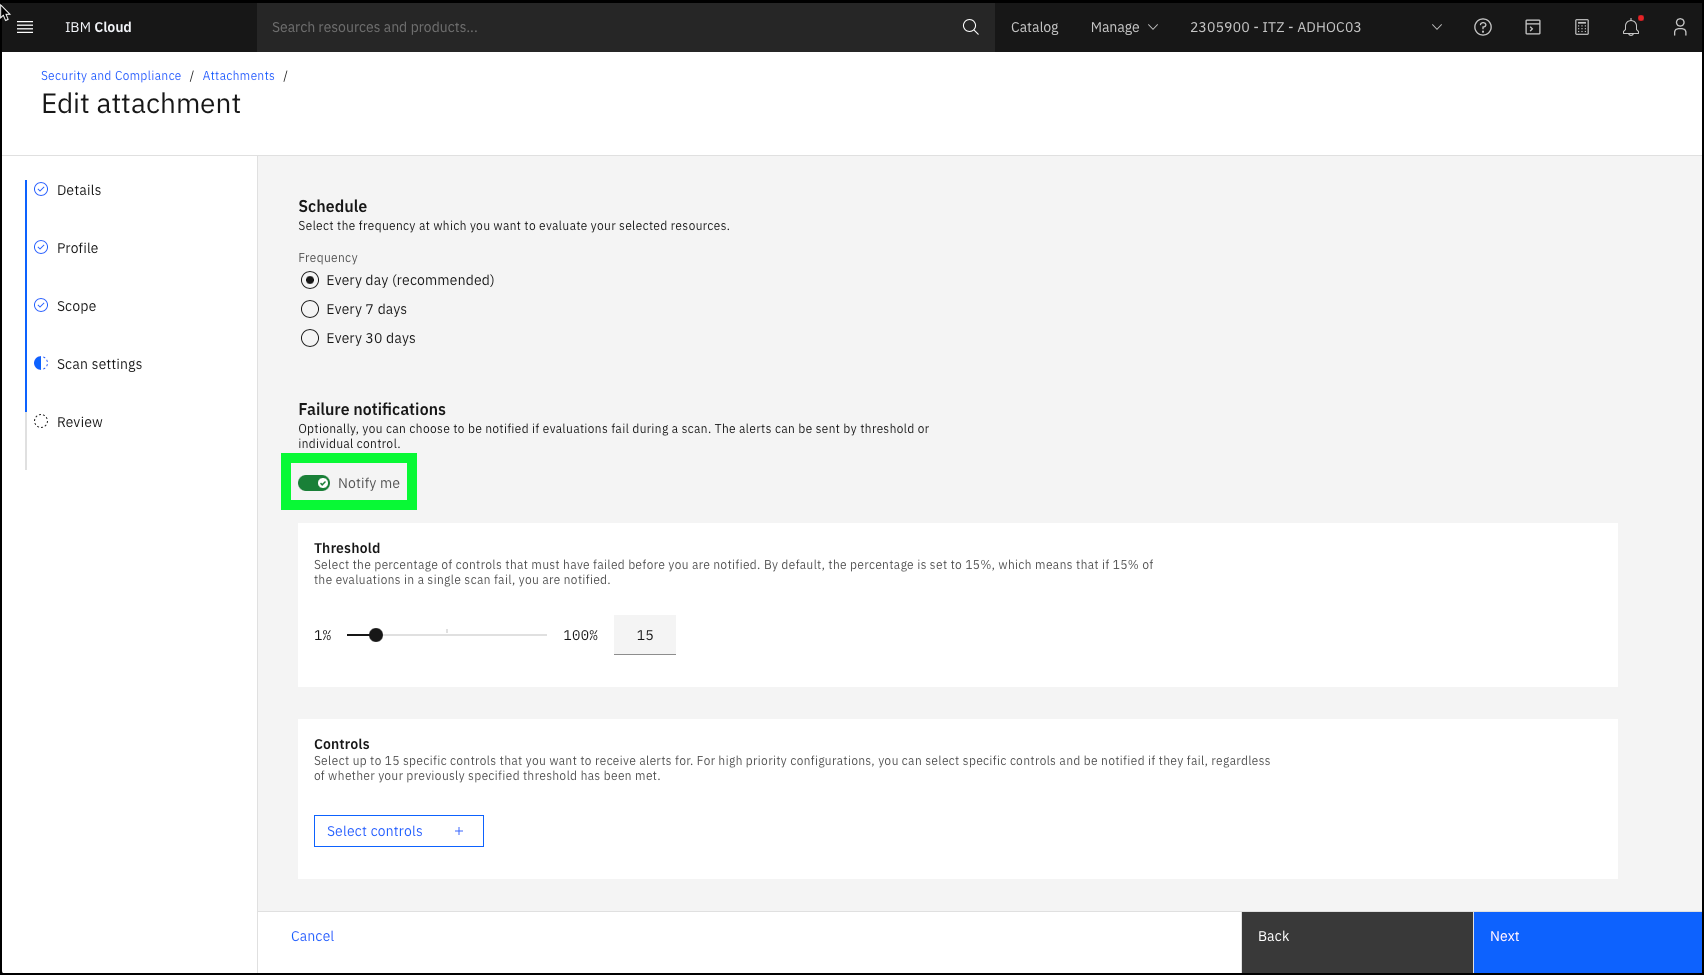 IBM Cloud
Search resources and products...
Catalog
Manage
2305900 - ITZ - ADHOC03
Security and Compliance / Attachments /
Edit attachment
Details
Profile
Scope
Scan settings
Review
Schedule
Select the frequency at which you want to evaluate your selected resources.
Frequency
Every day (recommended)
Every 7 days
Every 30 days
Failure notifications
Optionally, you can choose to be notified if evaluations fail during a scan. The alerts can be sent by threshold or
individual control.
Notify me
Threshold
Select the percentage of controls that must have failed before you are notified. By default, the percentage is set to 15%, which means that if 15% of
the evaluations in a single scan fail, you are notified.
1%
100%
15
Controls
Select up to 15 specific controls that you want to receive alerts for. For high priority configurations, you can select specific controls and be notified if they fail, regardless
of whether your previously specified threshold has been met.
Select controls +
Cancel
Back
Next